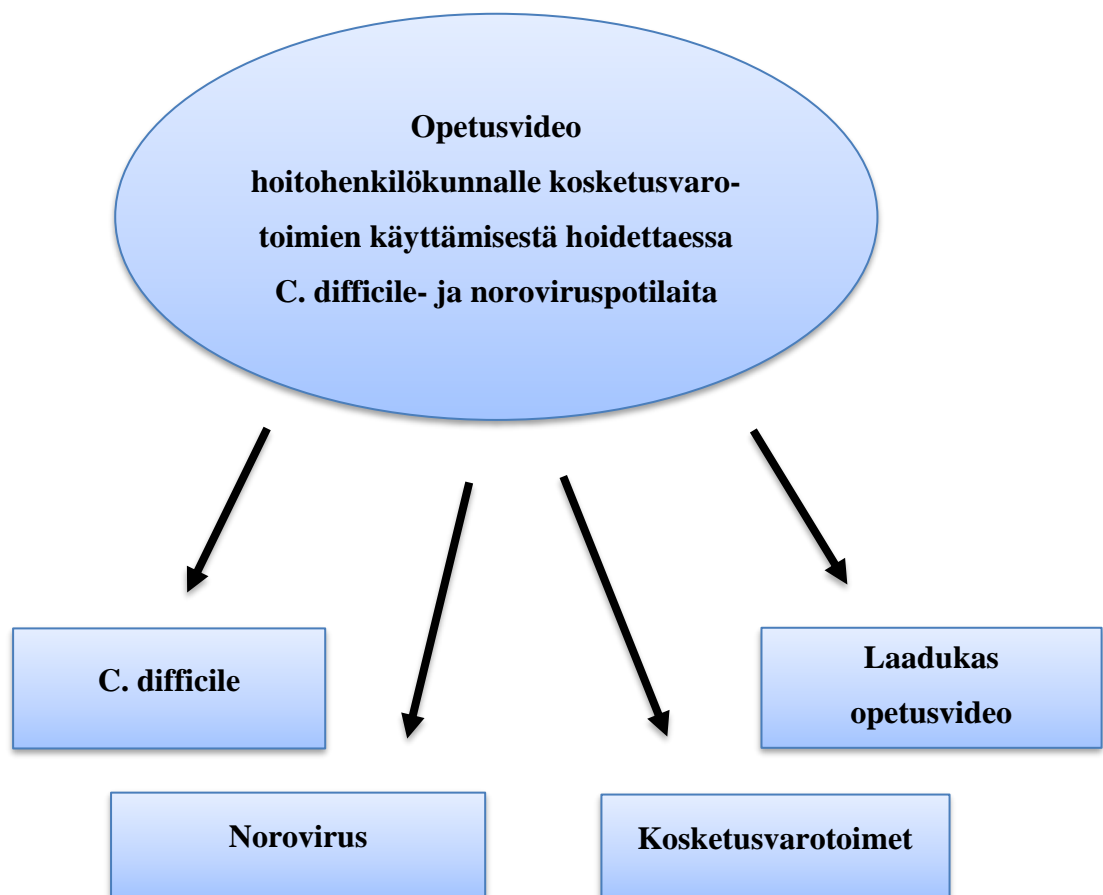 Opetusvideo
hoitohenkilökunnalle kosketusvaro-
toimien käyttämisestä hoidettaessa
C. difficile- ja noroviruspotilaita
C. difficile
Norovirus
Kosketusvarotoimet
Laadukas
opetusvideo